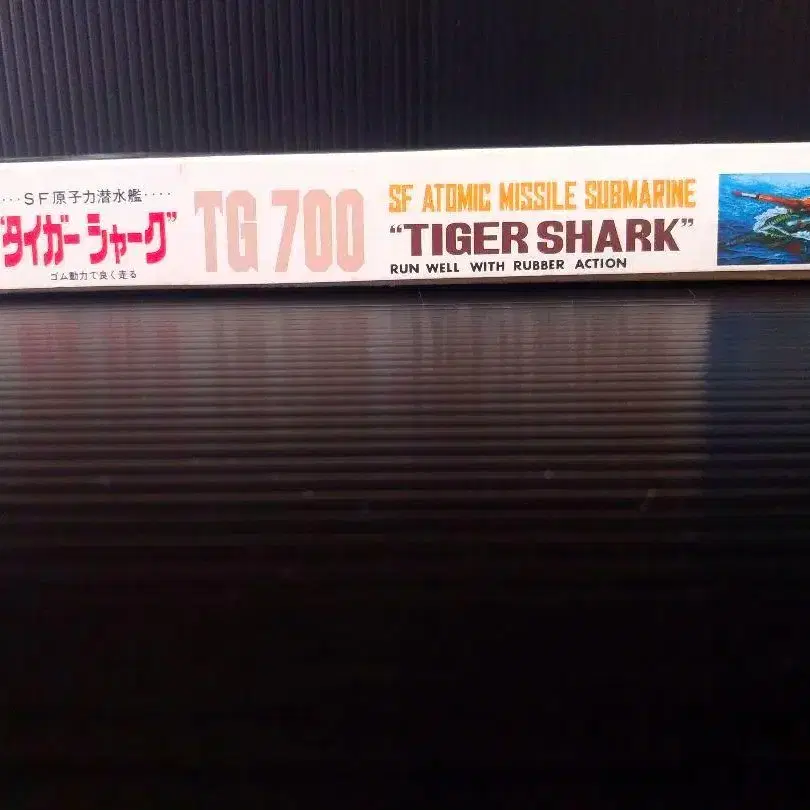 ‥‥SF原子力潜水艦‥‥
“タイガーシャーク”
ゴム動力で良く走る
TG 700
SF ATOMIC MISSILE SUBMARINE
“TIGER SHARK”
RUN WELL WITH RUBBER ACTION